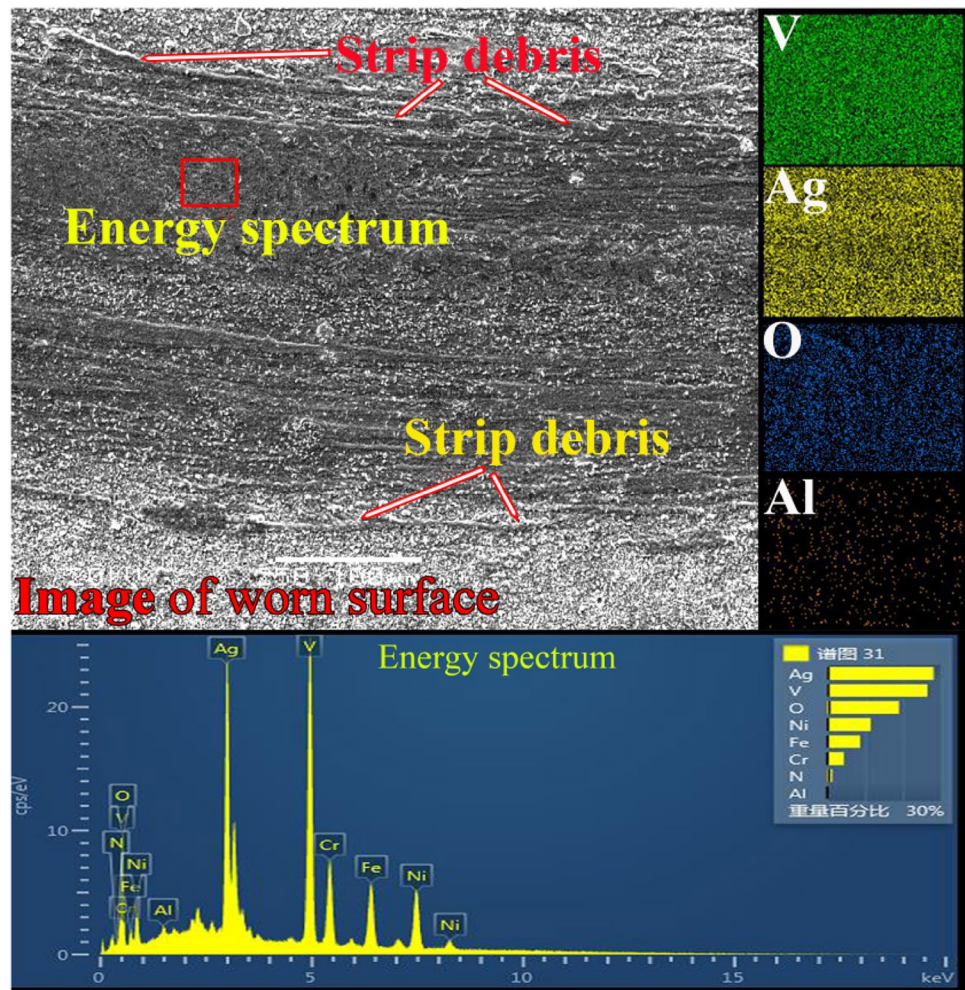 Strip debris
Energy spectrum
Strip debris
Image of worn surface
V
Ag
O
Al
Energy spectrum
谱图 31
Ag
V
O
Ni
Fe
Cr
N
Al
重量百分比 30%
cps/eV
20
10
0
O
V
N
Ni
Fe
Cr
Al
Ag
V
Cr
Fe
Ni
Ni
0 5 10 15 keV